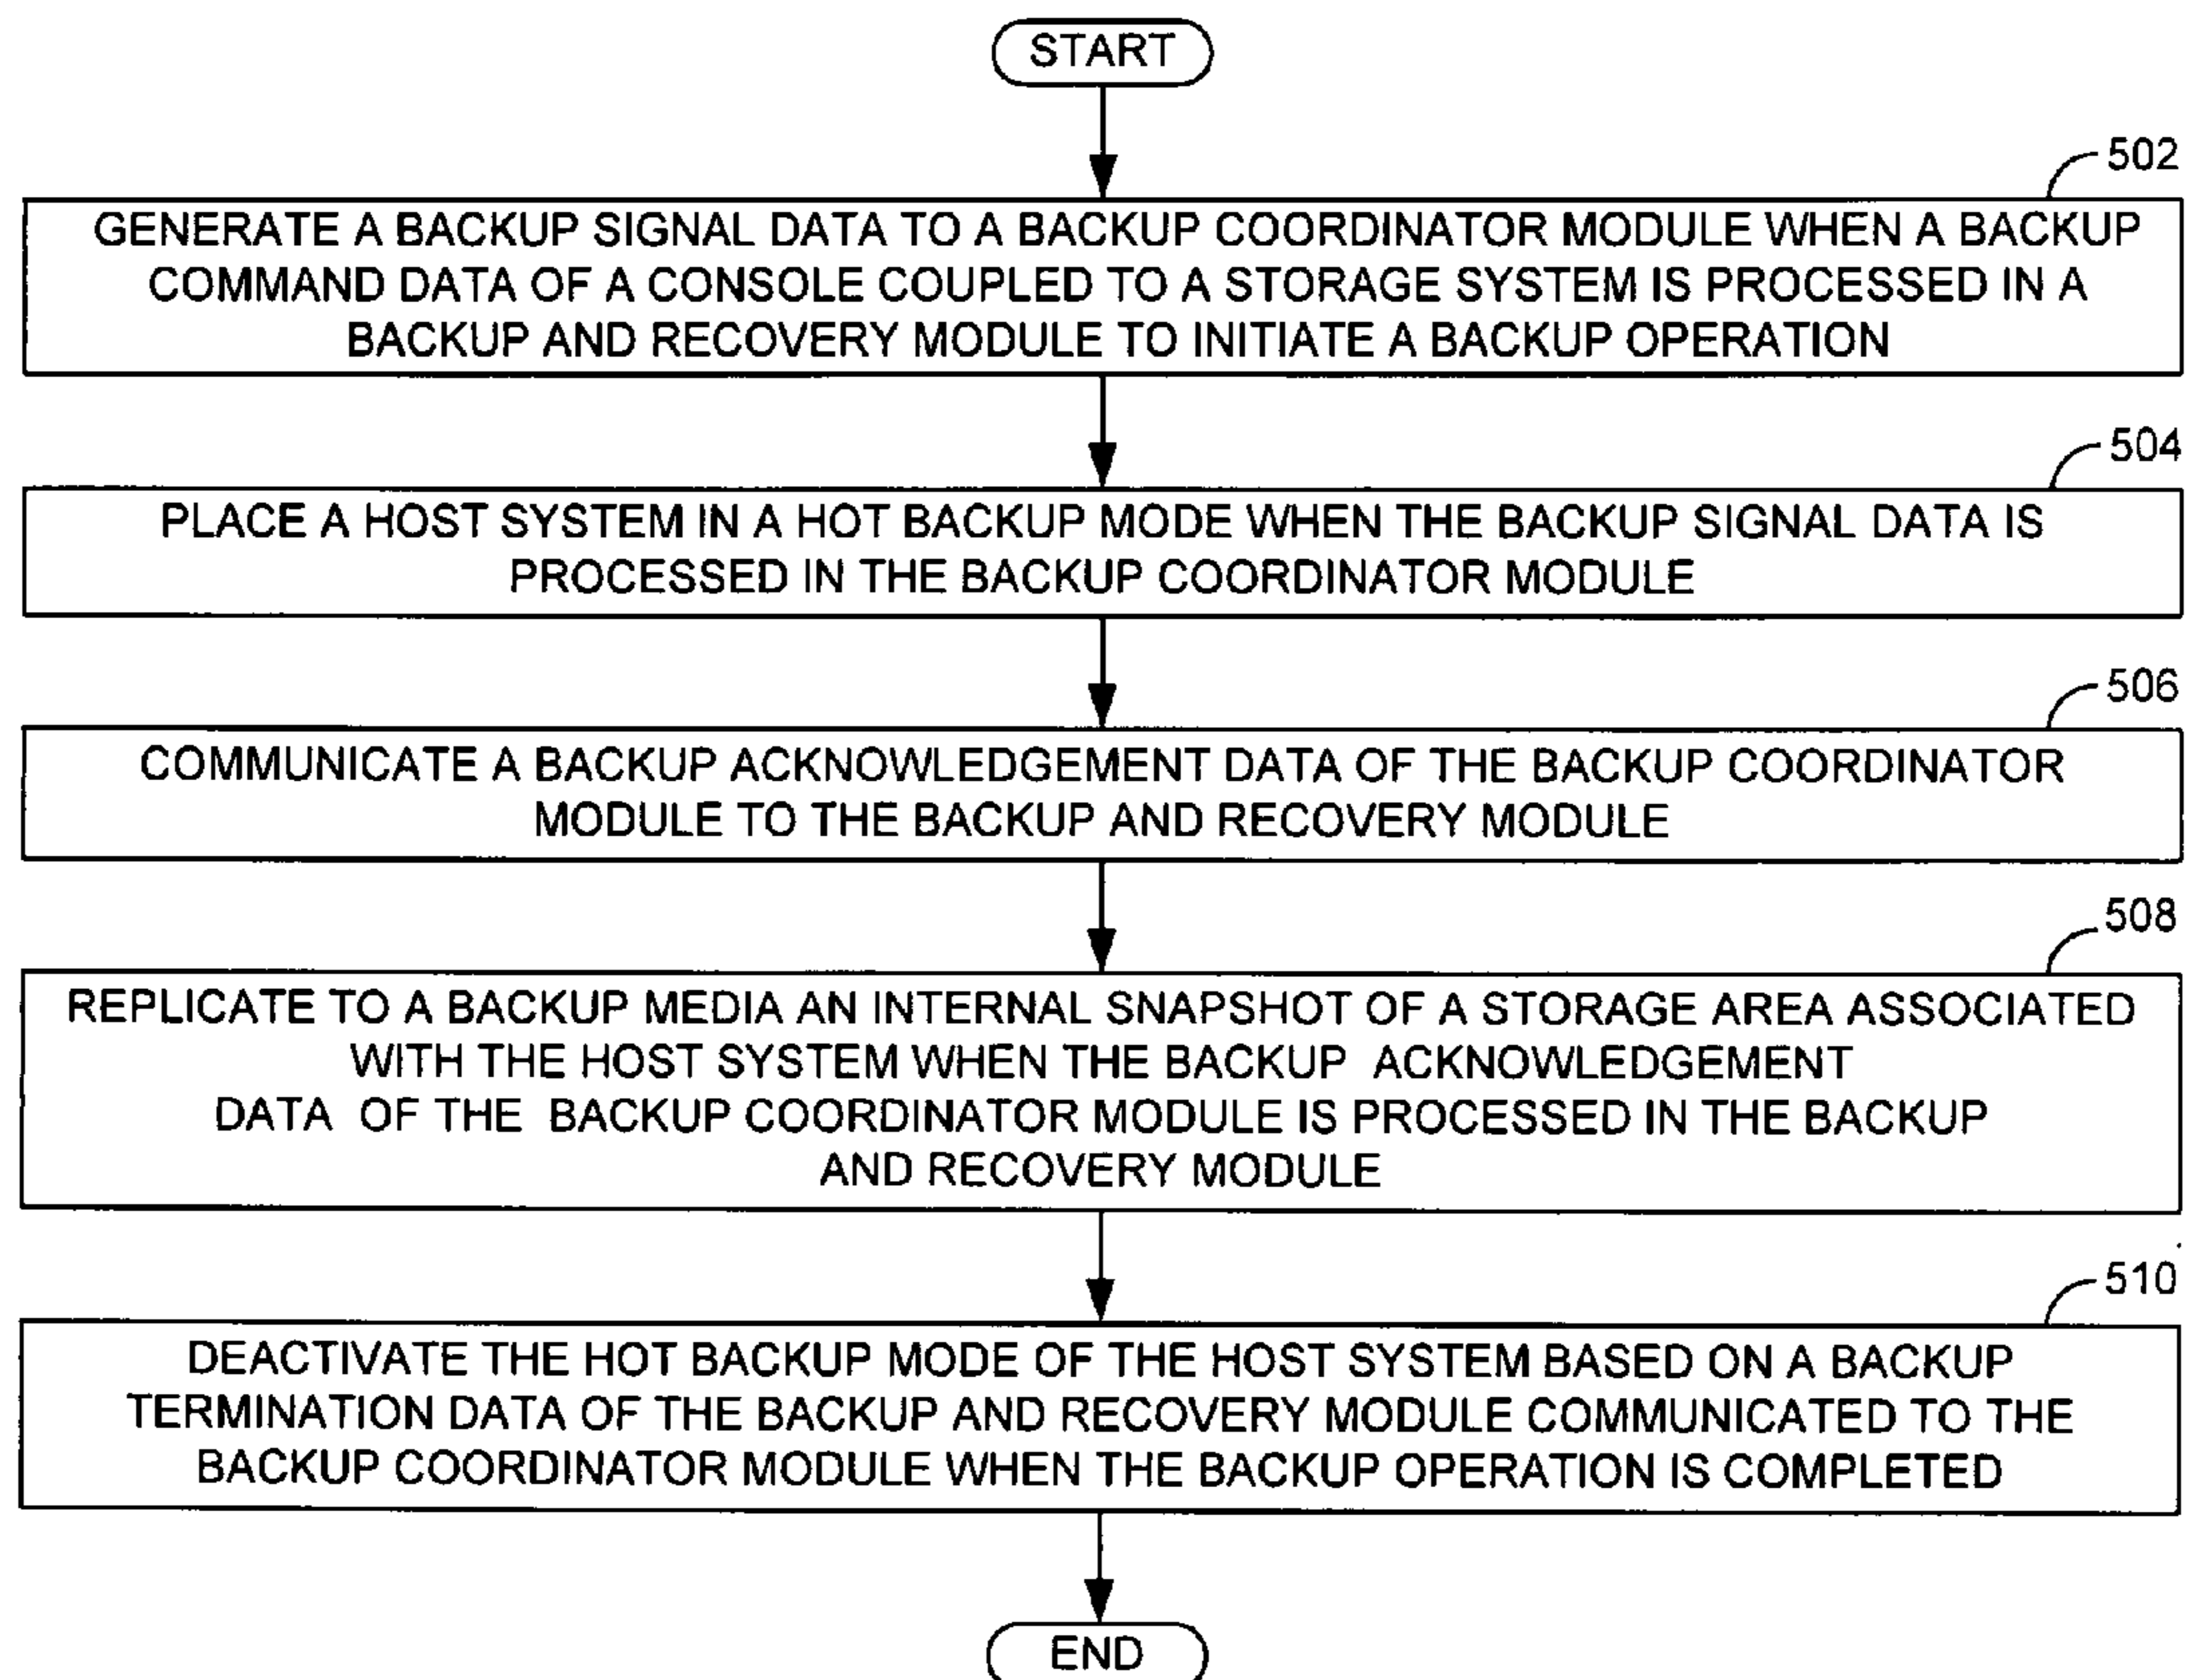 START
502
GENERATE A BACKUP SIGNAL DATA TO A BACKUP COORDINATOR MODULE WHEN A BACKUP
COMMAND DATA OF A CONSOLE COUPLED TO A STORAGE SYSTEM IS PROCESSED IN A
BACKUP AND RECOVERY MODULE TO INITIATE A BACKUP OPERATION
504
PLACE A HOST SYSTEM IN A HOT BACKUP MODE WHEN THE BACKUP SIGNAL DATA IS
PROCESSED IN THE BACKUP COORDINATOR MODULE
506
COMMUNICATE A BACKUP ACKNOWLEDGEMENT DATA OF THE BACKUP COORDINATOR
MODULE TO THE BACKUP AND RECOVERY MODULE
508
REPLICATE TO A BACKUP MEDIA AN INTERNAL SNAPSHOT OF A STORAGE AREA ASSOCIATED
WITH THE HOST SYSTEM WHEN THE BACKUP ACKNOWLEDGEMENT
DATA OF THE BACKUP COORDINATOR MODULE IS PROCESSED IN THE BACKUP
AND RECOVERY MODULE
510
DEACTIVATE THE HOT BACKUP MODE OF THE HOST SYSTEM BASED ON A BACKUP
TERMINATION DATA OF THE BACKUP AND RECOVERY MODULE COMMUNICATED TO THE
BACKUP COORDINATOR MODULE WHEN THE BACKUP OPERATION IS COMPLETED
END